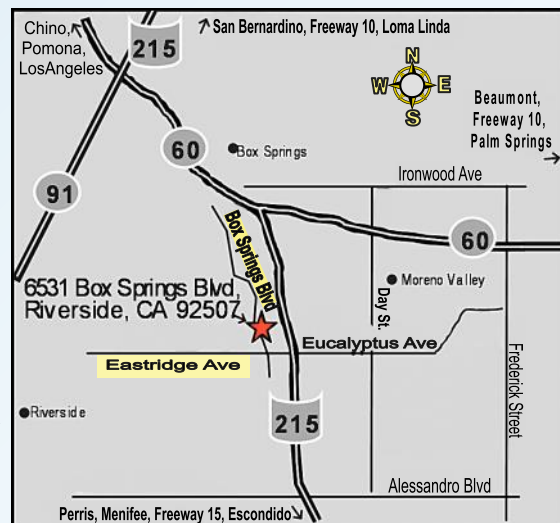 Chino,
Pomona,
LosAngeles
215
San Bernardino, Freeway 10, Loma Linda
N
W E
S
Beaumont,
Freeway 10,
Palm Springs
60
Box Springs
Ironwood Ave
91
Box Springs Blvd
60
6531 Box Springs Blvd,
Riverside, CA 92507
Day St.
Moreno Valley
Eucalyptus Ave
Eastridge Ave
Frederick Street
Riverside
215
Alessandro Blvd
Perris, Menifee, Freeway 15, Escondido